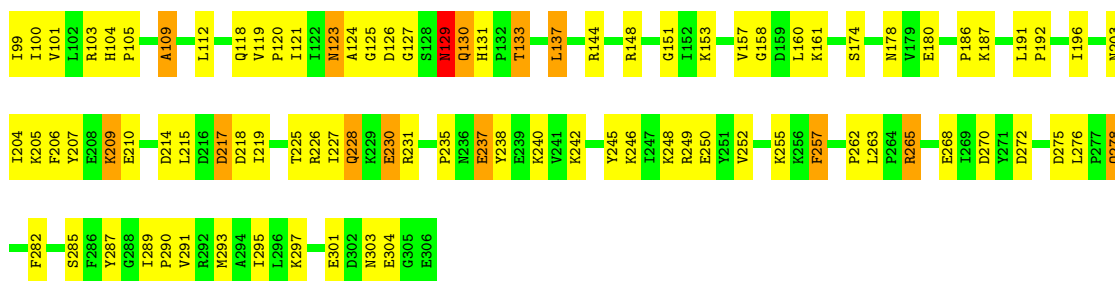 I99 I100 V101 L102 R103 H104 P105 A109 L112 Q118 V119 P120 I121 I122 N123 A124 G125 D126 G127 S128 N129 Q130 H131 P132 T133 L137 R144 R148 G151 I152 K153 V157 G158 D159 L160 K161 S174 N178 V179 E180 P186 K187 L191 P192 I196 N203
I204 K205 F206 Y207 E208 K209 E210 D214 L215 D216 D217 D218 I219 T225 R226 I227 Q228 K229 E230 R231 P235 N236 E237 Y238 E239 K240 V241 K242 Y245 K246 I247 K248 R249 E250 Y251 V252 K255 K256 F257 P262 L263 P264 R265 E268 I269 D270 Y271 D272 D275 L276 P277
F282 S285 F286 Y287 G288 I289 P290 V291 R292 M293 A294 I295 L296 K297 E301 D302 N303 E304 G305 E306